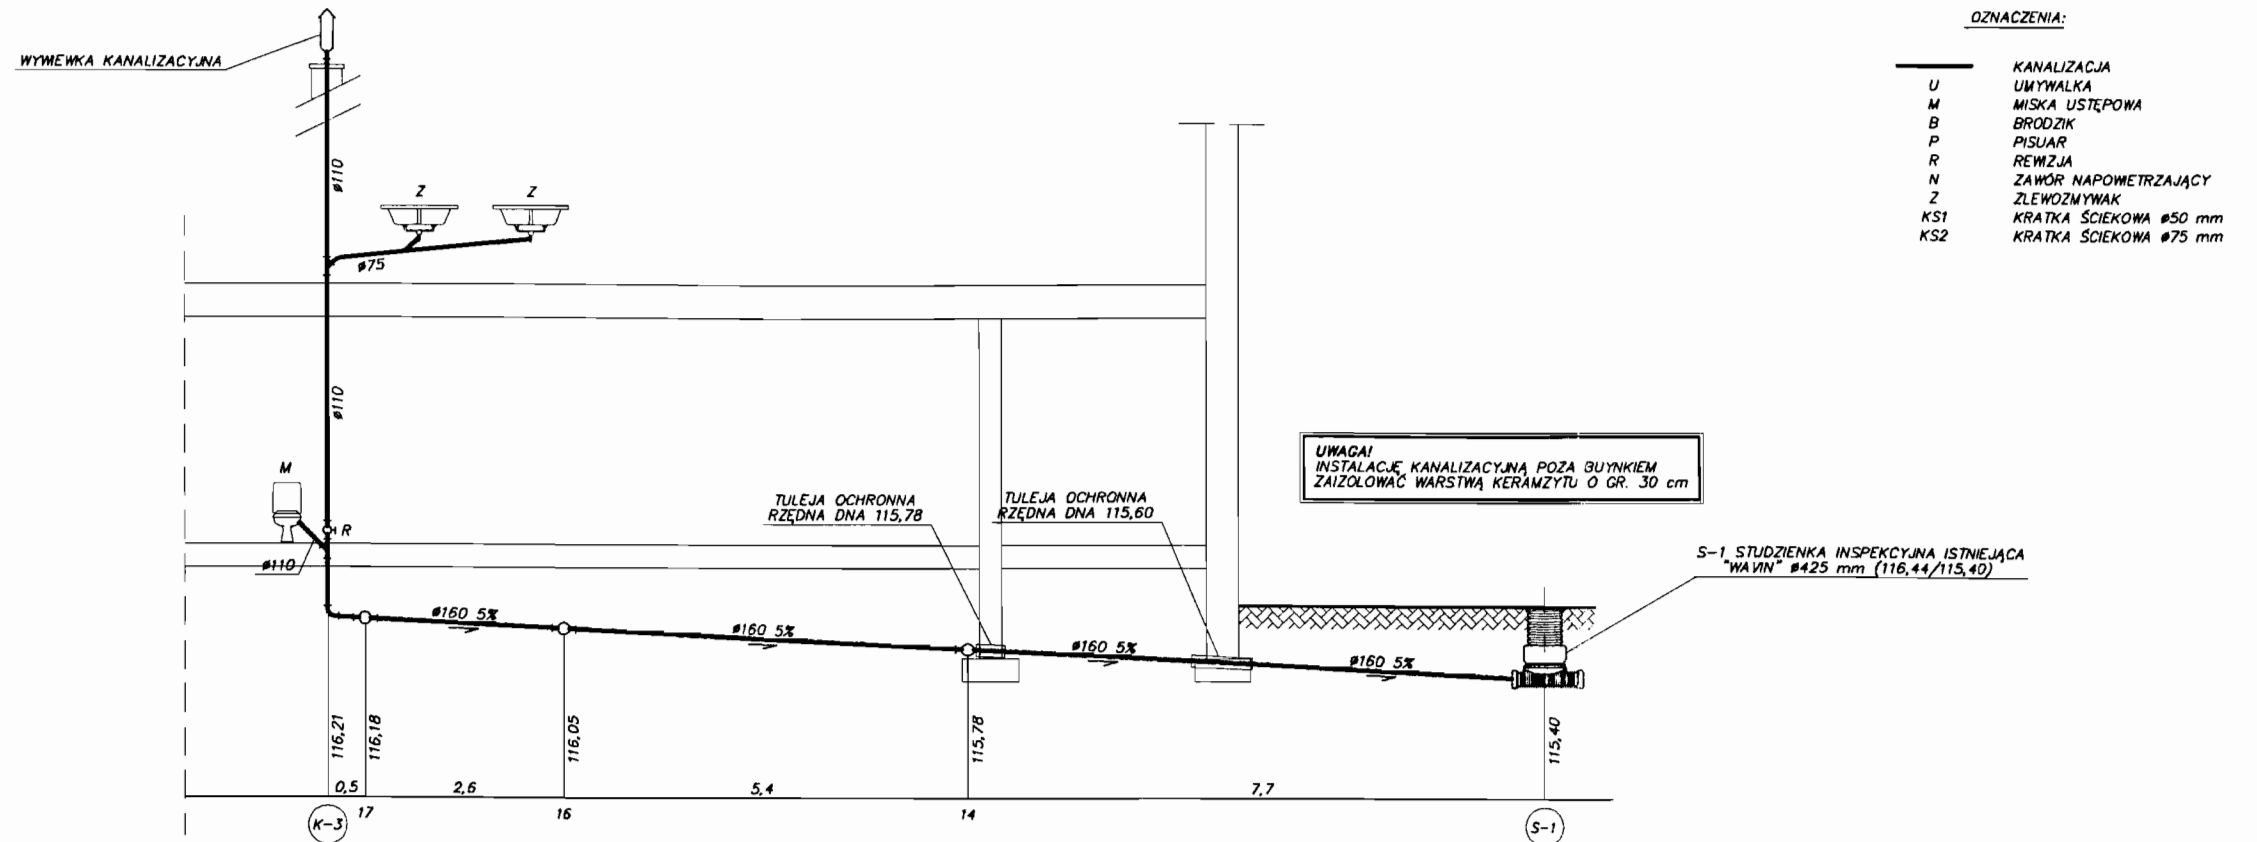 OZNACZENIA:
WYWIEWKA KANALIZACYJNA
KANALIZACJA
U UMYWALKA
M MISKA USTĘPOWA
B BRODZIK
P PISUAR
R REWIZJA
N ZAWÓR NAPOWIETRZAJĄCY
Z ZLEWOZMYWAK
KS1 KRATKA ŚCIEKOWA ø50 mm
KS2 KRATKA ŚCIEKOWA ø75 mm
ø110
Z Z
ø75
ø110
UWAGA!
INSTALACJĘ KANALIZACYJNĄ POZA BUYNKIEM
ZAIZOLOWAĆ WARSTWĄ KERAMZYTU O GR. 30 cm
M
R
ø110
TULEJA OCHRONNA
RZĘDNA DNA 115,78
TULEJA OCHRONNA
RZĘDNA DNA 115,60
S-1 STUDZIENKA INSPEKCYJNA ISTNIEJĄCA
"WAVIN" ø425 mm (116,44/115,40)
ø160 5%
ø160 5%
ø160 5%
ø160 5%
116,21
116,18
116,05
115,78
115,40
0,5 2,6 5,4 7,7
K-3 17 16 14 S-1